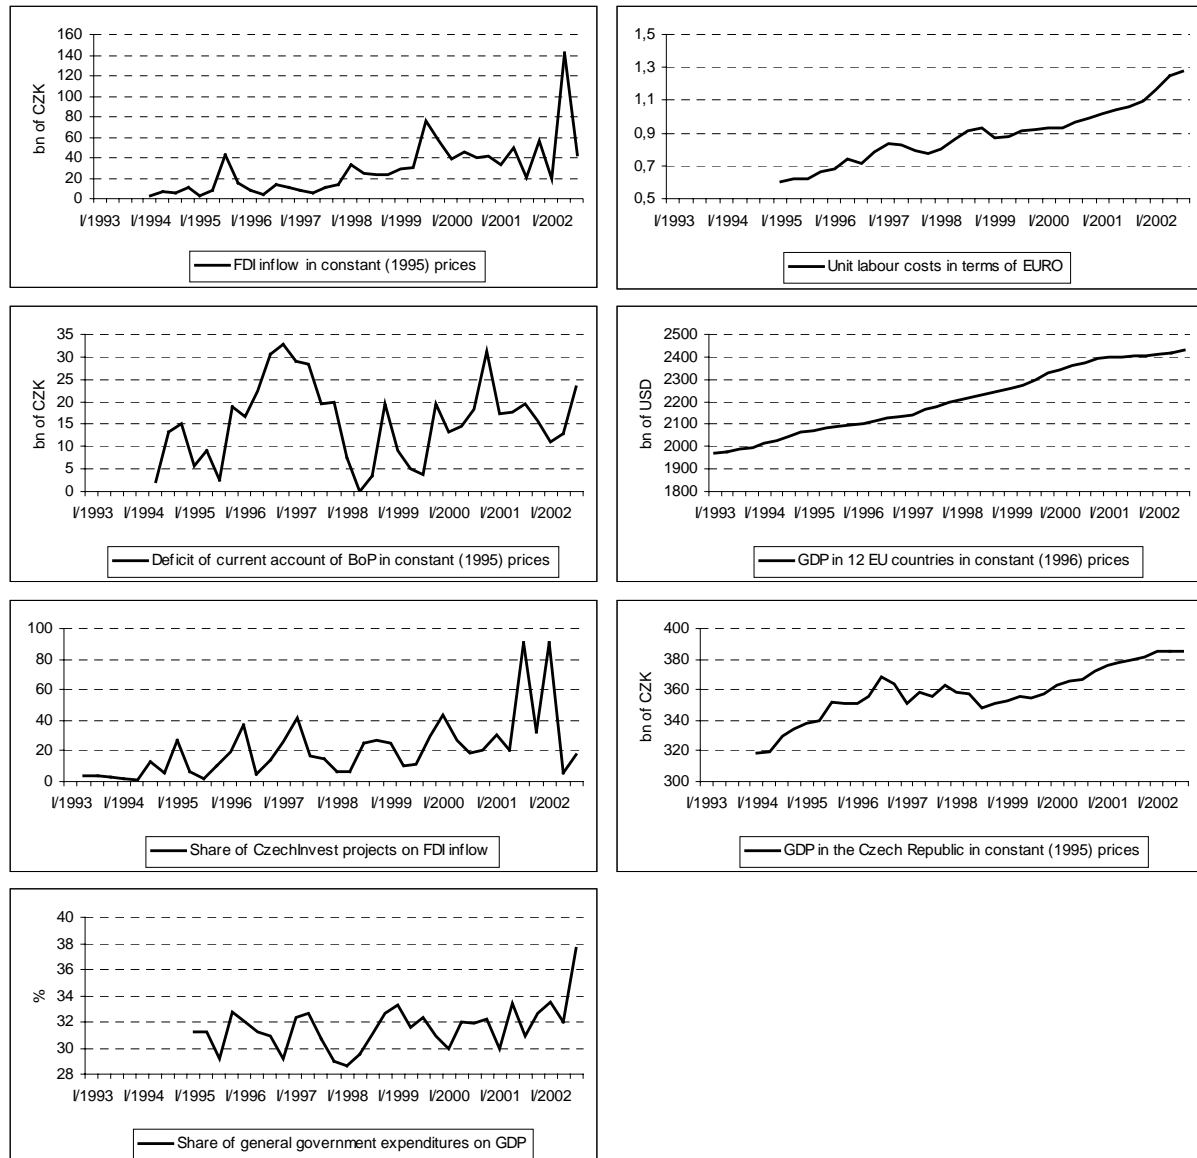 160
140
120
100
80
60
40
20
0
bn of CZK
I/1993 I/1994 I/1995 I/1996 I/1997 I/1998 I/1999 I/2000 I/2001 I/2002
FDI inflow in constant (1995) prices
1,5
1,3
1,1
0,9
0,7
0,5
I/1993 I/1994 I/1995 I/1996 I/1997 I/1998 I/1999 I/2000 I/2001 I/2002
Unit labour costs in terms of EURO
35
30
25
20
15
10
5
0
bn of CZK
I/1993 I/1994 I/1995 I/1996 I/1997 I/1998 I/1999 I/2000 I/2001 I/2002
Deficit of current account of BoP in constant (1995) prices
2500
2400
2300
2200
2100
2000
1900
1800
bn of USD
I/1993 I/1994 I/1995 I/1996 I/1997 I/1998 I/1999 I/2000 I/2001 I/2002
GDP in 12 EU countries in constant (1996) prices
100
80
60
40
20
0
I/1993 I/1994 I/1995 I/1996 I/1997 I/1998 I/1999 I/2000 I/2001 I/2002
Share of CzechInvest projects on FDI inflow
400
380
360
340
320
300
bn of CZK
I/1993 I/1994 I/1995 I/1996 I/1997 I/1998 I/1999 I/2000 I/2001 I/2002
GDP in the Czech Republic in constant (1995) prices
40
38
36
34
32
30
28
%
I/1993 I/1994 I/1995 I/1996 I/1997 I/1998 I/1999 I/2000 I/2001 I/2002
Share of general government expenditures on GDP